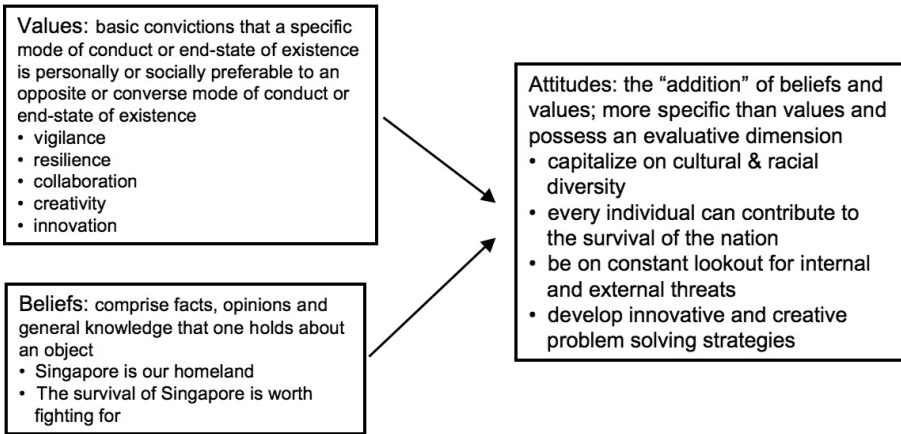 Values: basic convictions that a specific
mode of conduct or end-state of existence
is personally or socially preferable to an
opposite or converse mode of conduct or
end-state of existence
• vigilance
• resilience
• collaboration
• creativity
• innovation
Beliefs: comprise facts, opinions and
general knowledge that one holds about
an object
• Singapore is our homeland
• The survival of Singapore is worth
fighting for
Attitudes: the “addition” of beliefs and
values; more specific than values and
possess an evaluative dimension
• capitalize on cultural & racial
diversity
• every individual can contribute to
the survival of the nation
• be on constant lookout for internal
and external threats
• develop innovative and creative
problem solving strategies